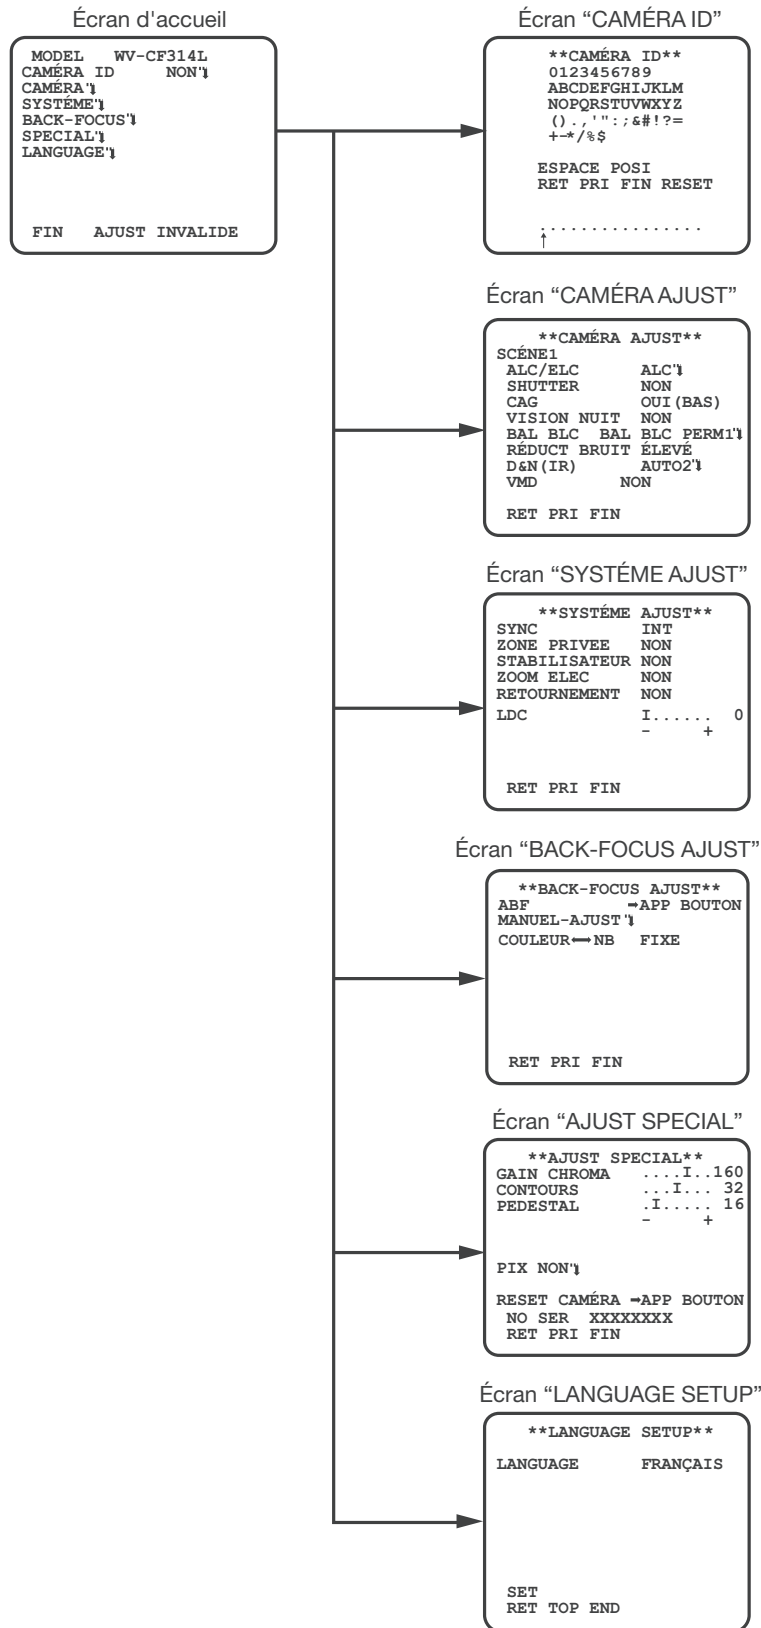 Écran d'accueil
MODEL WV-CF314L
CAMÉRA ID NON
CAMÉRA
SYSTÉME
BACK-FOCUS
SPECIAL
LANGUAGE
FIN AJUST INVALIDE
Écran “CAMÉRA ID”
**CAMÉRA ID**
0123456789
ABCDEFGHIJKLM
NOPQRSTUVWXYZ
().,'":;&#!?=
+-*/%$
ESPACE POSI
RET PRI FIN RESET
................
↑
Écran “CAMÉRA AJUST”
**CAMÉRA AJUST**
SCÉNE1
ALC/ELC ALC
SHUTTER NON
CAG OUI(BAS)
VISION NUIT NON
BAL BLC BAL BLC PERM1
RÉDUCT BRUIT ÉLEVÉ
D&N(IR) AUTO2
VMD NON
RET PRI FIN
Écran “SYSTÉME AJUST”
**SYSTÉME AJUST**
SYNC INT
ZONE PRIVEE NON
STABILISATEUR NON
ZOOM ELEC NON
RETOURNEMENT NON
LDC I...... 0
- +
RET PRI FIN
Écran “BACK-FOCUS AJUST”
**BACK-FOCUS AJUST**
ABF ➡APP BOUTON
MANUEL-AJUST
COULEUR⟷NB FIXE
RET PRI FIN
Écran “AJUST SPECIAL”
**AJUST SPECIAL**
GAIN CHROMA ....I..160
CONTOURS ...I... 32
PEDESTAL .I..... 16
- +
PIX NON
RESET CAMÉRA ➡APP BOUTON
NO SER XXXXXXXX
RET PRI FIN
Écran “LANGUAGE SETUP”
**LANGUAGE SETUP**
LANGUAGE FRANÇAIS
SET
RET TOP END